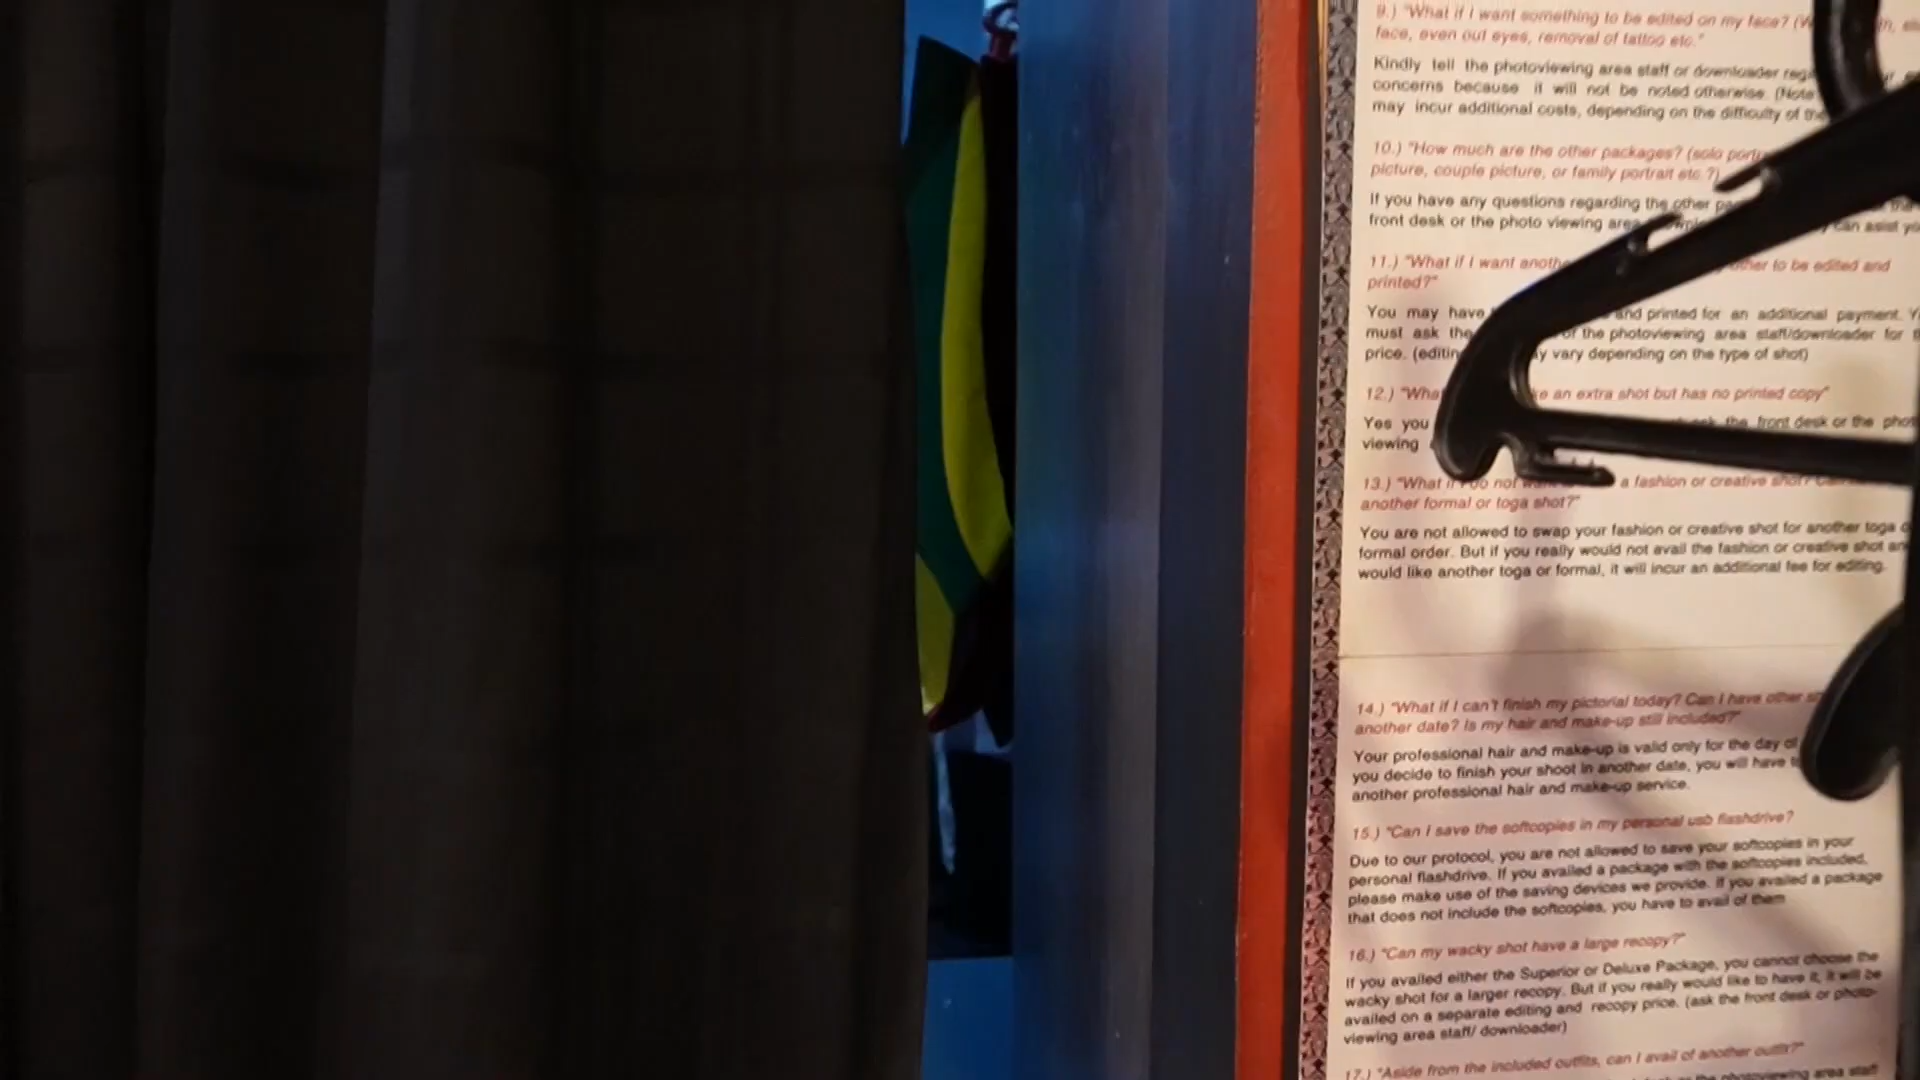 9.) "What if I want something to be edited on my face? (
face, even out eyes, removal of tattoo etc."
Kindly tell the photoviewing area staff or downloader
concerns because it will not be noted otherwise. (Note
may incur additional costs, depending on the difficulty of
10.) "How much are the other packages? (solo
picture, couple picture, or family portrait etc.?)
If you have any questions regarding the other
front desk or the photo viewing area can asist
11.) "What if I want to be edited and
printed?"
You may have and printed for an additional payment.
must ask the of the photoviewing area staff/downloader for
price. vary depending on the type of shot)
12.) an extra shot but has no printed copy"
Yes you the front desk or the
viewing
13.) "What a fashion or creative shot?
another formal or toga shot?"
You are not allowed to swap your fashion or creative shot for another toga
formal order. But if you really would not avail the fashion or creative shot
would like another toga or formal, it will incur an additional fee for editing.
14.) "What if I can't finish my pictorial today? Can I have other
another date? Is my hair and make-up still included?"
Your professional hair and make-up is valid only for the day of
you decide to finish your shoot in another date, you will have
another professional hair and make-up service.
15.) "Can I save the softcopies in my personal usb flashdrive?
Due to our protocol, you are not allowed to save your softcopies in your
personal flashdrive. If you availed a package with the softcopies included,
please make use of the saving devices we provide. If you availed a package
that does not include the softcopies, you have to avail of them
16.) "Can my wacky shot have a large recopy?"
If you availed either the Superior or Deluxe Package, you cannot choose the
wacky shot for a larger recopy. But if you really would like to have it, it will be
availed on a separate editing and recopy price. (ask the front desk or photo-
viewing area staff/ downloader)
17.) "Aside from the included outfits, can I avail of another outfit?"
the photoviewing area staff